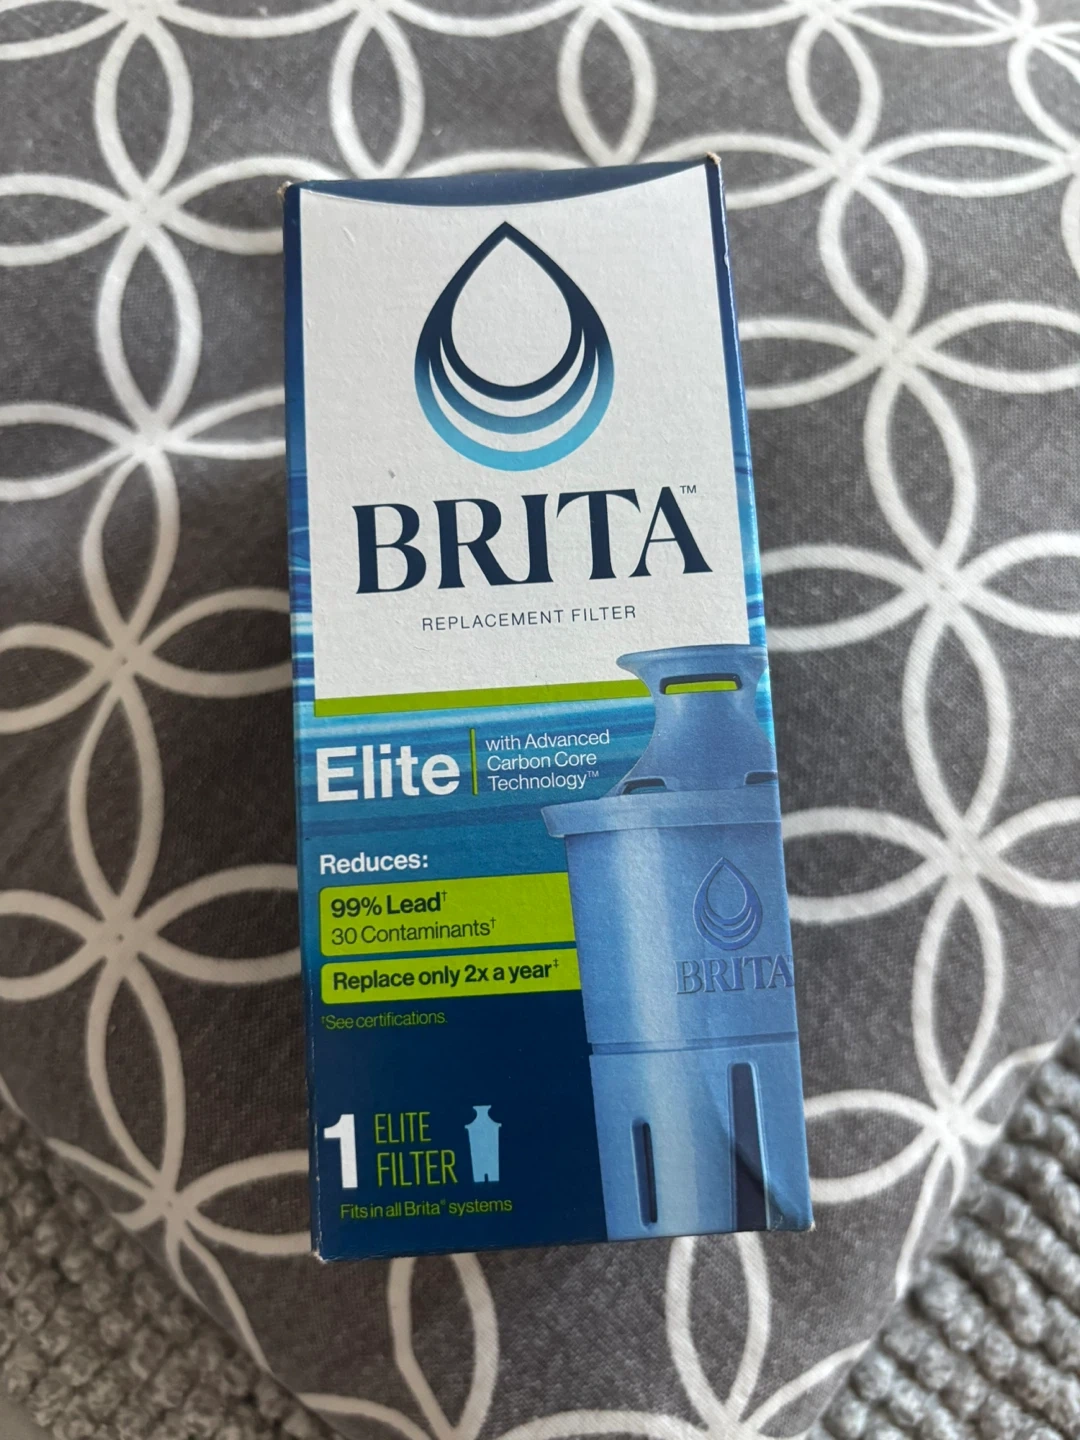 BRITA™
REPLACEMENT FILTER
Elite
with Advanced
Carbon Core
Technology™
Reduces:
99% Lead†
30 Contaminants†
Replace only 2x a year‡
†See certifications.
BRITA
1 ELITE
FILTER
Fits in all Brita® systems